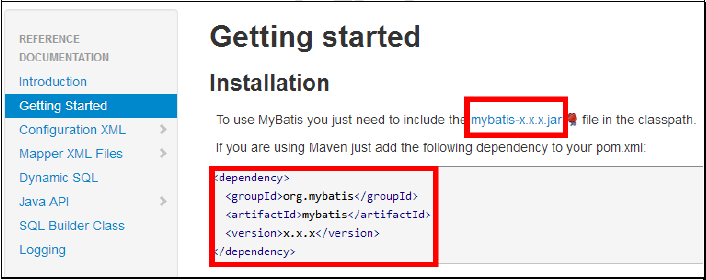 REFERENCE
DOCUMENTATION
Introduction
Getting Started
Configuration XML
Mapper XML Files
Dynamic SQL
Java API
SQL Builder Class
Logging
Getting started
Installation
To use MyBatis you just need to include the mybatis-x.x.x.jar file in the classpath.
If you are using Maven just add the following dependency to your pom.xml:
<dependency>
<groupId>org.mybatis</groupId>
<artifactId>mybatis</artifactId>
<version>x.x.x</version>
</dependency>